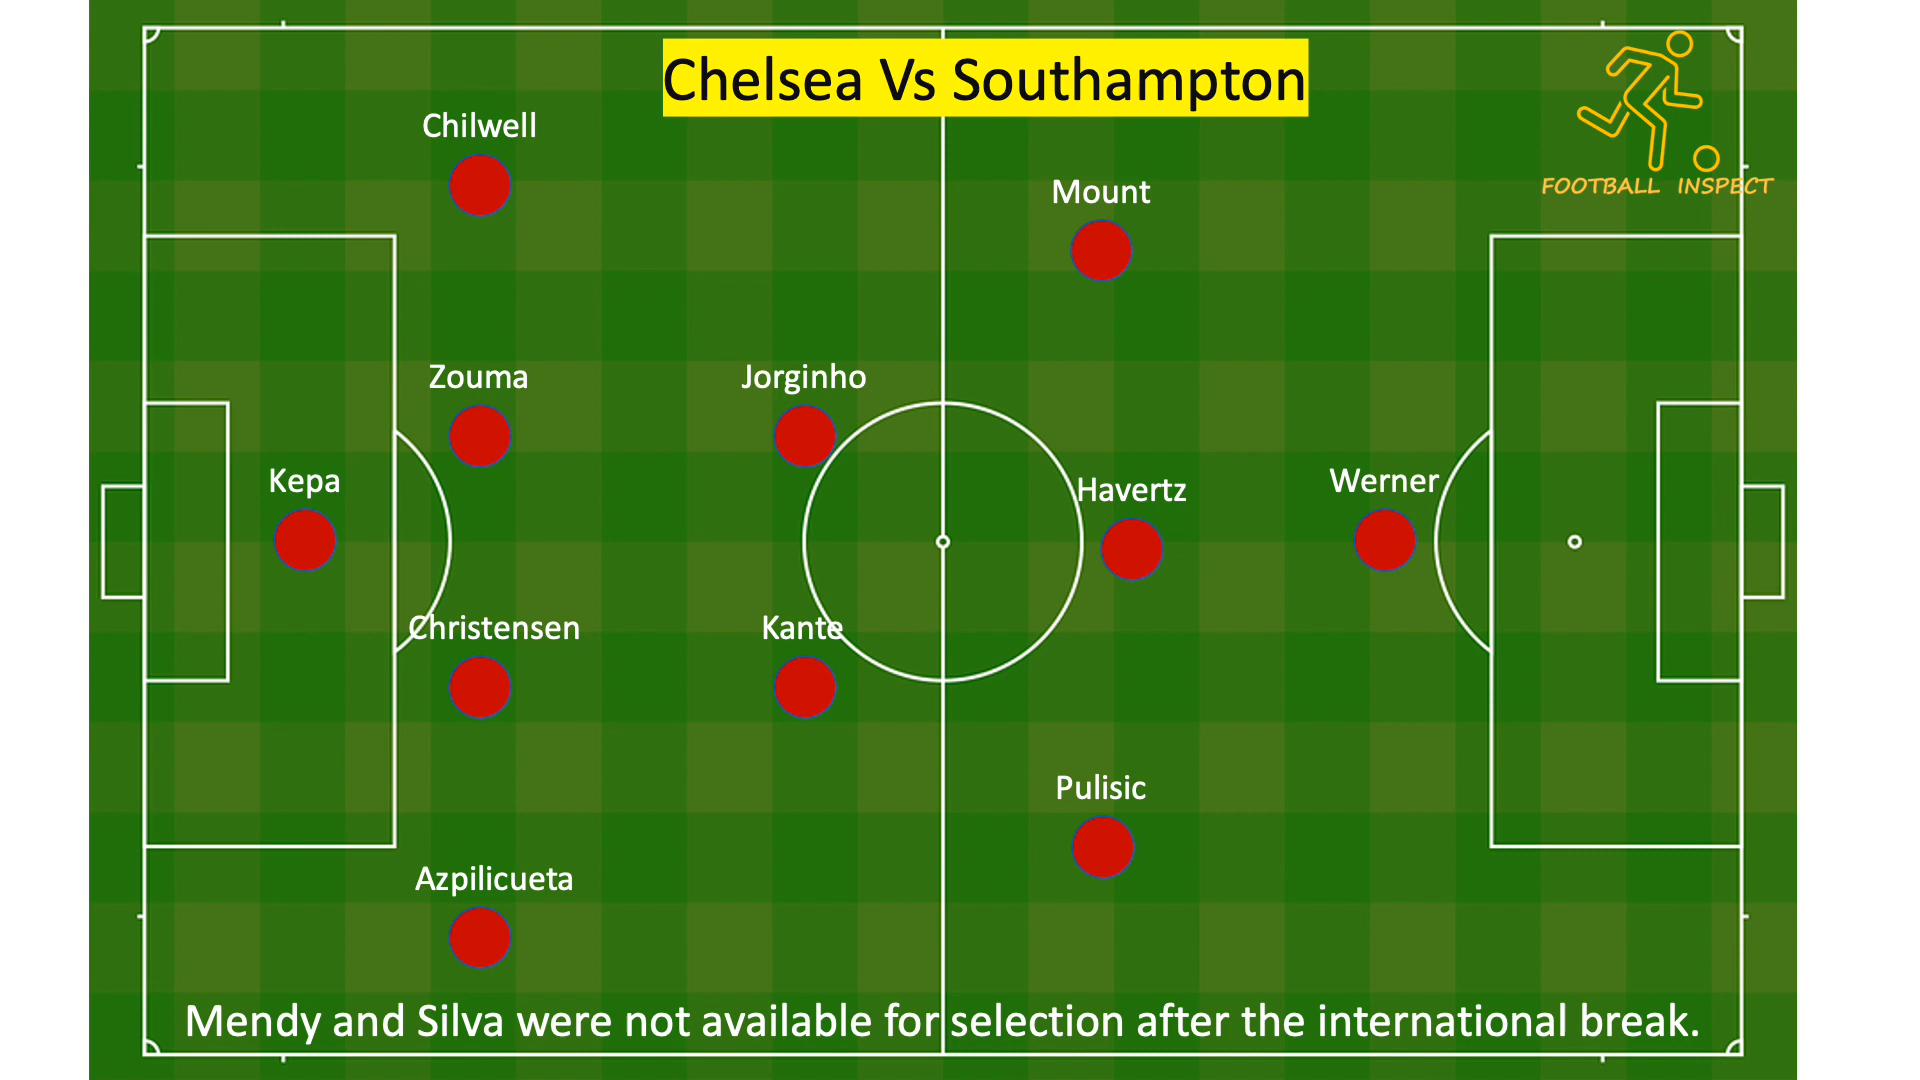 Chelsea Vs Southampton
FOOTBALL INSPECT
Chilwell
Mount
Zouma
Jorginho
Kepa
Havertz
Werner
Christensen
Kante
Pulisic
Azpilicueta
Mendy and Silva were not available for selection after the international break.